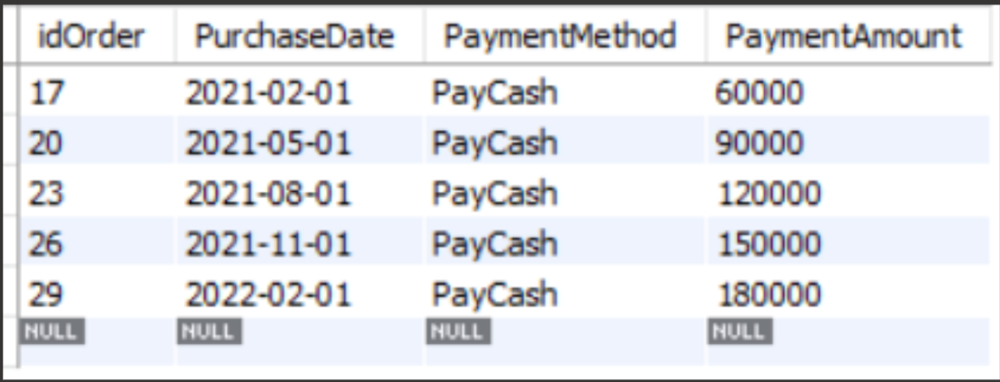 idOrder PurchaseDate PaymentMethod PaymentAmount
17 2021-02-01 PayCash 60000
20 2021-05-01 PayCash 90000
23 2021-08-01 PayCash 120000
26 2021-11-01 PayCash 150000
29 2022-02-01 PayCash 180000
NULL NULL NULL NULL